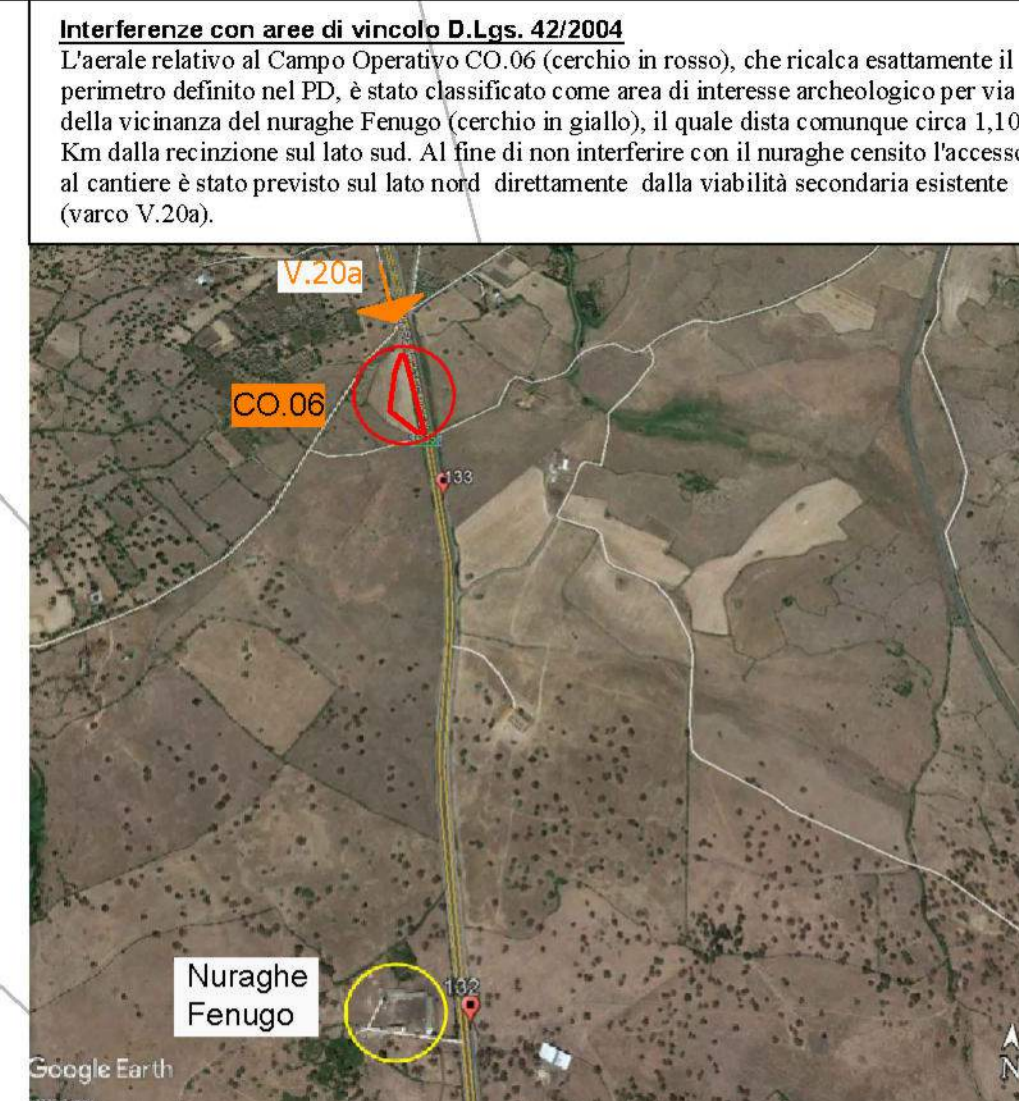 Interferenze con aree di vincolo D.Lgs. 42/2004
L'aerale relativo al Campo Operativo CO.06 (cerchio in rosso), che ricalca esattamente il
perimetro definito nel PD, è stato classificato come area di interesse archeologico per via
della vicinanza del nuraghe Fenugo (cerchio in giallo), il quale dista comunque circa 1,10
Km dalla recinzione sul lato sud. Al fine di non interferire con il nuraghe censito l'accesso
al cantiere è stato previsto sul lato nord direttamente dalla viabilità secondaria esistente
(varco V.20a).
V.20a
CO.06
133
Nuraghe
Fenugo
132
Google Earth
N